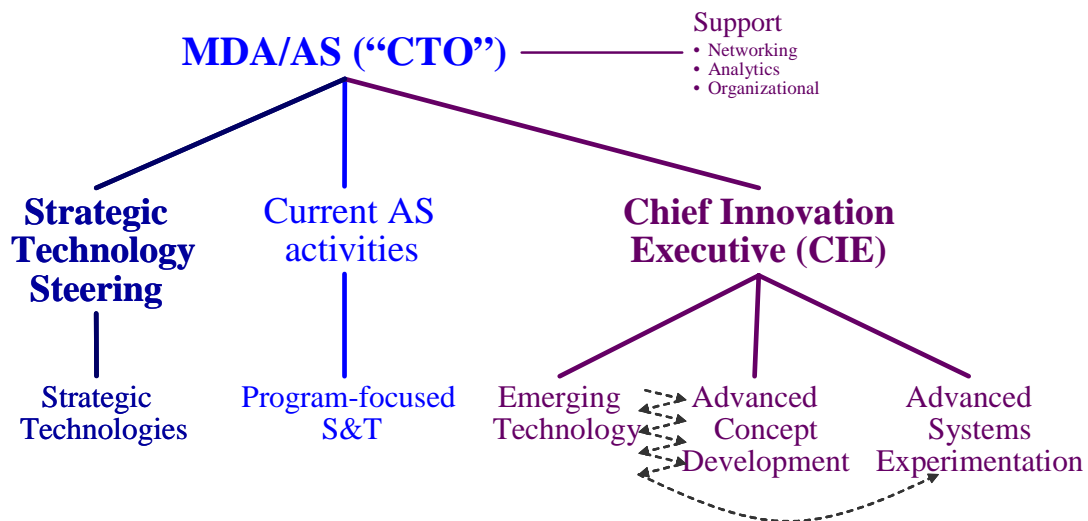 MDA/AS (“CTO”)
Support
• Networking
• Analytics
• Organizational
Strategic
Technology
Steering
Current AS
activities
Chief Innovation
Executive (CIE)
Strategic
Technologies
Program-focused
S&T
Emerging
Technology
Advanced
Concept
Development
Advanced
Systems
Experimentation